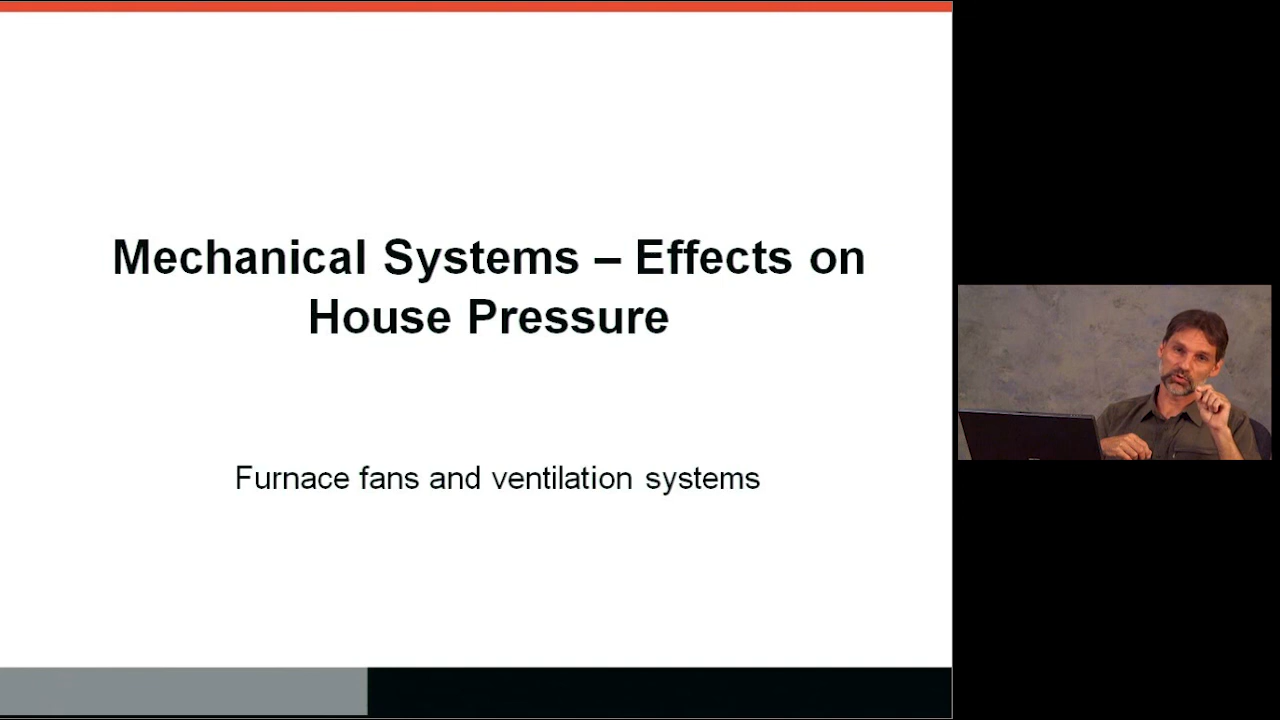 Mechanical Systems – Effects on
House Pressure
Furnace fans and ventilation systems